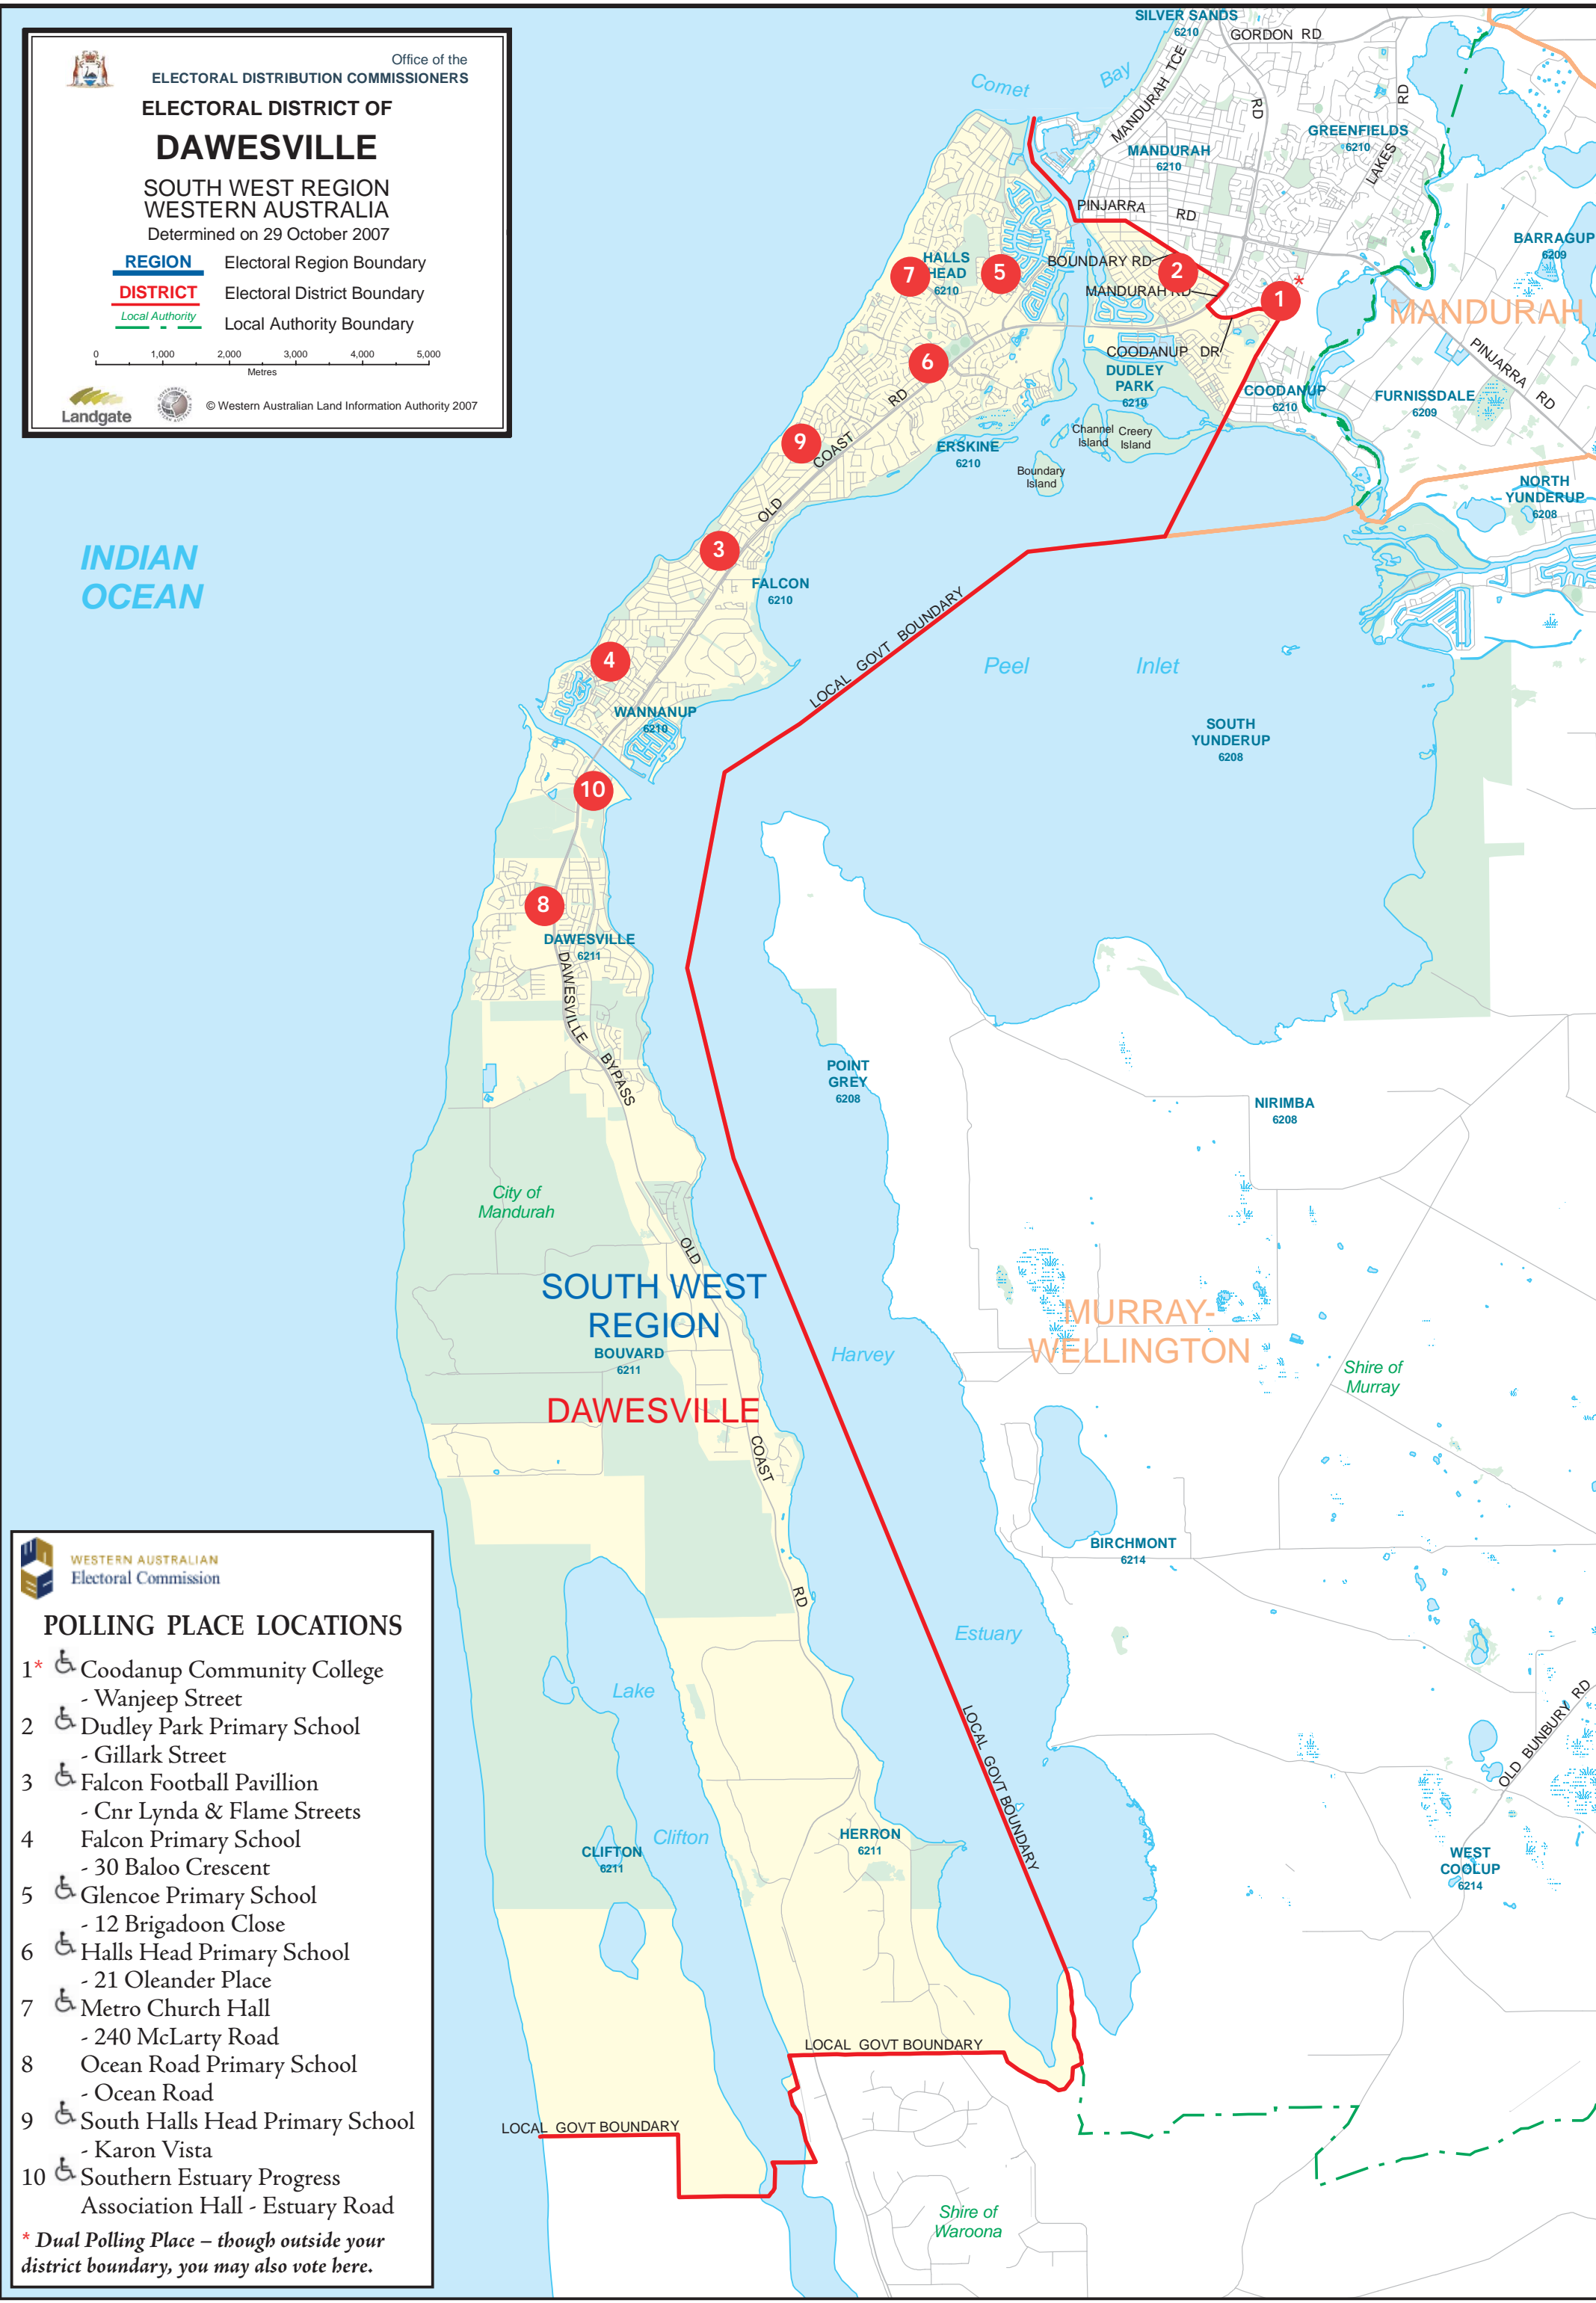 Office of the
ELECTORAL DISTRIBUTION COMMISSIONERS
ELECTORAL DISTRICT OF
DAWESVILLE
SOUTH WEST REGION
WESTERN AUSTRALIA
Determined on 29 October 2007
REGION Electoral Region Boundary
DISTRICT Electoral District Boundary
Local Authority Local Authority Boundary
0 1,000 2,000 3,000 4,000 5,000
Metres
Landgate
© Western Australian Land Information Authority 2007
SILVER SANDS
6210
GORDON RD
Comet Bay
MANDURAH TCE
RD
RD
GREENFIELDS
6210
LAKES
MANDURAH
6210
PINJARRA RD
BARRAGUP
6209
HALLS
HEAD
6210
7
5
BOUNDARY RD
2
MANDURAH RD
1
*
MANDURAH
COODANUP DR
DUDLEY
PARK
6210
6
PINJARRA RD
COODANUP
6210
FURNISSDALE
6209
9
OLD COAST RD
ERSKINE
6210
Channel
Island
Creery
Island
Boundary
Island
NORTH
YUNDERUP
6208
INDIAN
OCEAN
3
FALCON
6210
LOCAL GOVT BOUNDARY
Peel Inlet
4
WANNANUP
6210
SOUTH
YUNDERUP
6208
10
8
DAWESVILLE
6211
DAWESVILLE BYPASS
POINT
GREY
6208
NIRIMBA
6208
City of
Mandurah
OLD
SOUTH WEST
REGION
BOUVARD
6211
DAWESVILLE
COAST
RD
Harvey
MURRAY-
WELLINGTON
Shire of
Murray
BIRCHMONT
6214
Estuary
Lake
LOCAL GOVT BOUNDARY
OLD BUNBURY RD
Clifton
CLIFTON
6211
HERRON
6211
WEST
COOLUP
6214
LOCAL GOVT BOUNDARY
LOCAL GOVT BOUNDARY
Shire of
Waroona
WESTERN AUSTRALIAN
Electoral Commission
POLLING PLACE LOCATIONS
1* Coodanup Community College
- Wanjeep Street
2 Dudley Park Primary School
- Gillark Street
3 Falcon Football Pavillion
- Cnr Lynda & Flame Streets
4 Falcon Primary School
- 30 Baloo Crescent
5 Glencoe Primary School
- 12 Brigadoon Close
6 Halls Head Primary School
- 21 Oleander Place
7 Metro Church Hall
- 240 McLarty Road
8 Ocean Road Primary School
- Ocean Road
9 South Halls Head Primary School
- Karon Vista
10 Southern Estuary Progress
Association Hall - Estuary Road
* Dual Polling Place – though outside your
district boundary, you may also vote here.